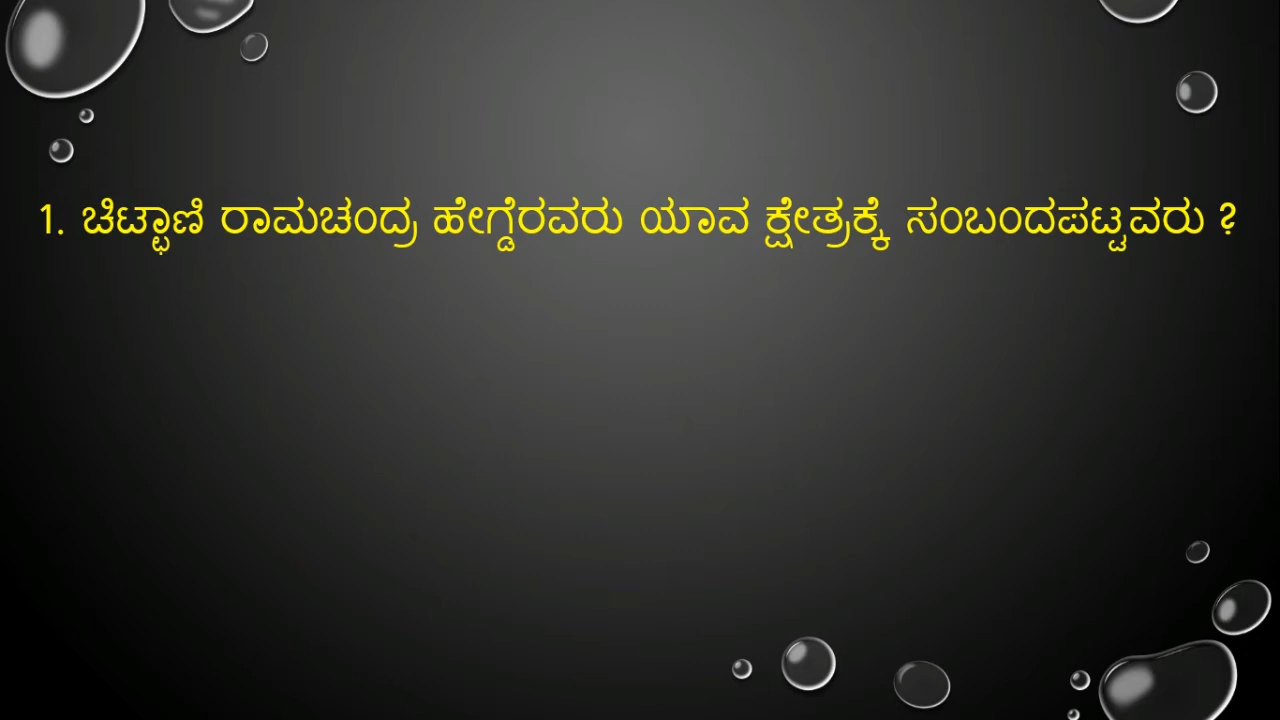 1. ಚಿಟ್ಛಾಣಿ ರಾಮಚಂದ್ರ ಹೇಗ್ಡೆರವರು ಯಾವ ಕ್ಷೇತ್ರಕ್ಕೆ ಸಂಬಂದಪಟ್ಟವರು ?